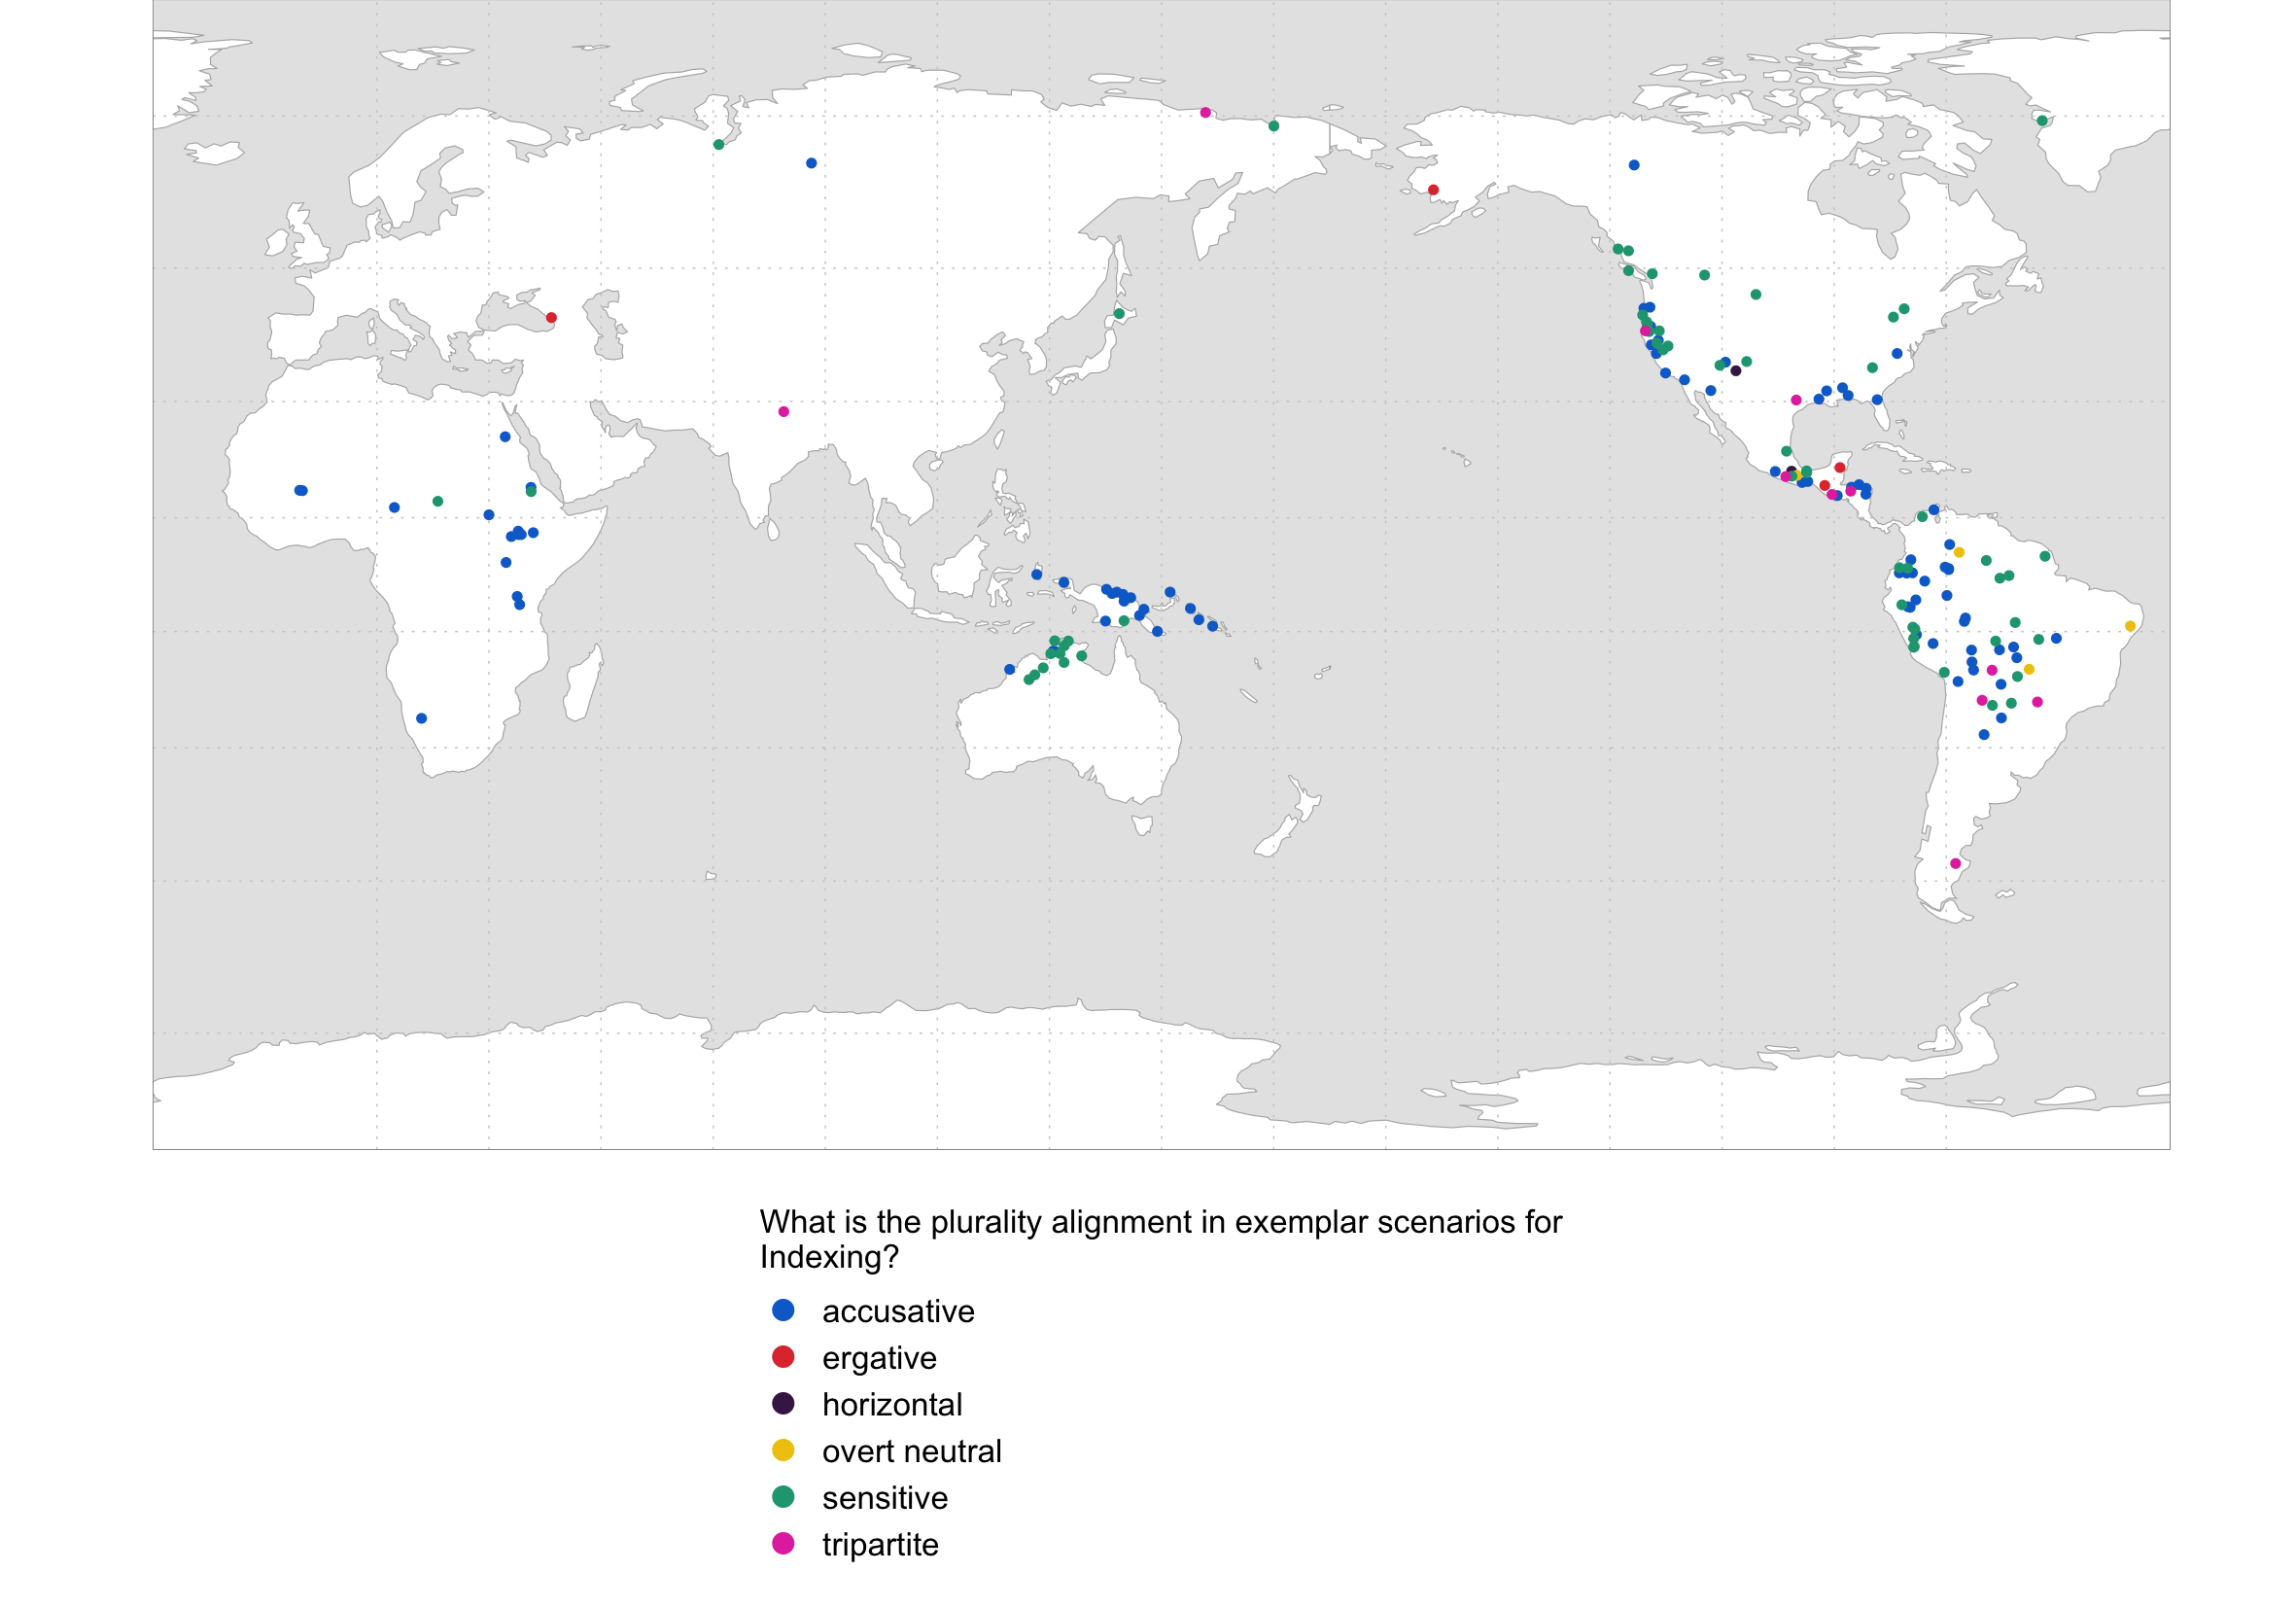 What is the plurality alignment in exemplar scenarios for
Indexing?
accusative
ergative
horizontal
overt neutral
sensitive
tripartite